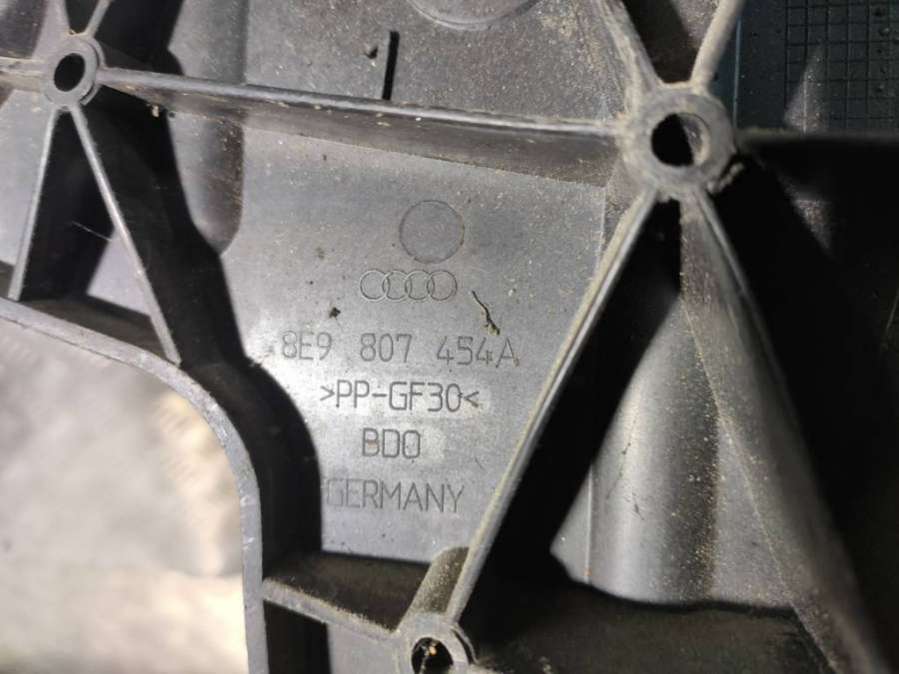 8E9 807 454A
>PP-GF30<
BDO
GERMANY